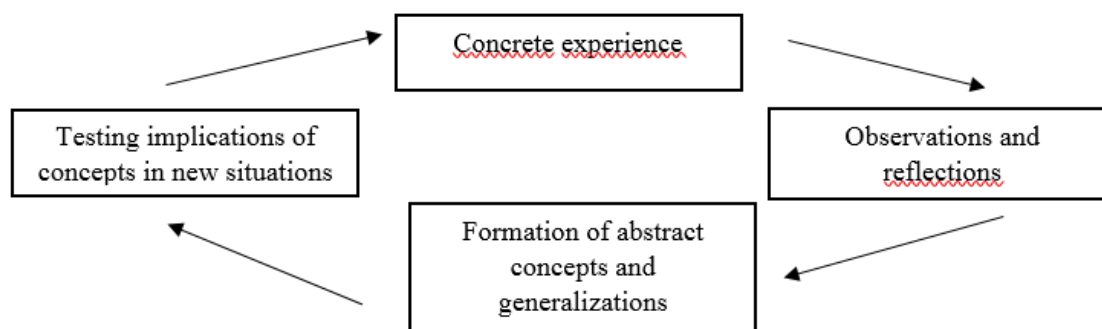 Concrete experience
Testing implications of
concepts in new situations
Observations and
reflections
Formation of abstract
concepts and
generalizations